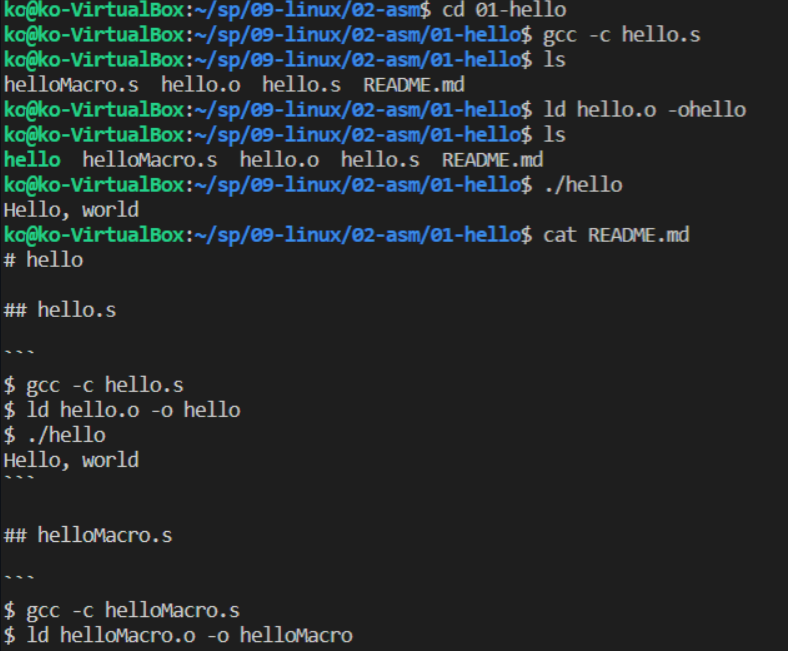 ko@ko-VirtualBox:~/sp/09-linux/02-asm$ cd 01-hello
ko@ko-VirtualBox:~/sp/09-linux/02-asm/01-hello$ gcc -c hello.s
ko@ko-VirtualBox:~/sp/09-linux/02-asm/01-hello$ ls
helloMacro.s  hello.o  hello.s  README.md
ko@ko-VirtualBox:~/sp/09-linux/02-asm/01-hello$ ld hello.o -ohello
ko@ko-VirtualBox:~/sp/09-linux/02-asm/01-hello$ ls
hello  helloMacro.s  hello.o  hello.s  README.md
ko@ko-VirtualBox:~/sp/09-linux/02-asm/01-hello$ ./hello
Hello, world
ko@ko-VirtualBox:~/sp/09-linux/02-asm/01-hello$ cat README.md
# hello

## hello.s

```
$ gcc -c hello.s
$ ld hello.o -o hello
$ ./hello
Hello, world
```

## helloMacro.s

```
$ gcc -c helloMacro.s
$ ld helloMacro.o -o helloMacro